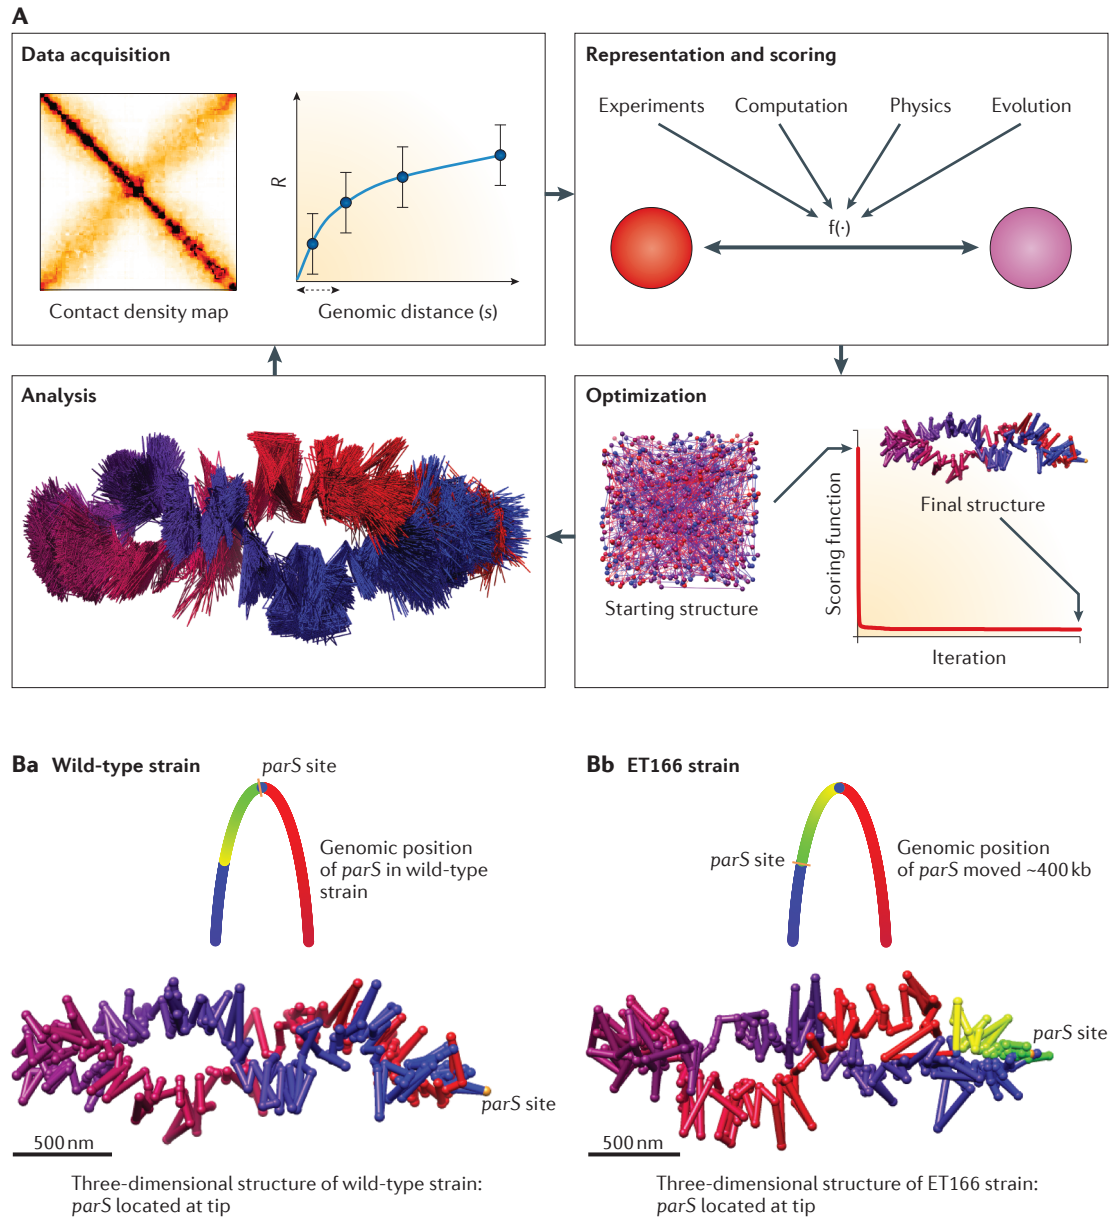 A
Data acquisition
R
Contact density map
Genomic distance (s)
Representation and scoring
Experiments
Computation
Physics
Evolution
f(·)
Analysis
Optimization
Starting structure
Scoring function
Final structure
Iteration
Ba Wild-type strain
parS site
Genomic position
of parS in wild-type
strain
parS site
500 nm
Three-dimensional structure of wild-type strain:
parS located at tip
Bb ET166 strain
parS site
Genomic position
of parS moved ~400 kb
parS site
500 nm
Three-dimensional structure of ET166 strain:
parS located at tip